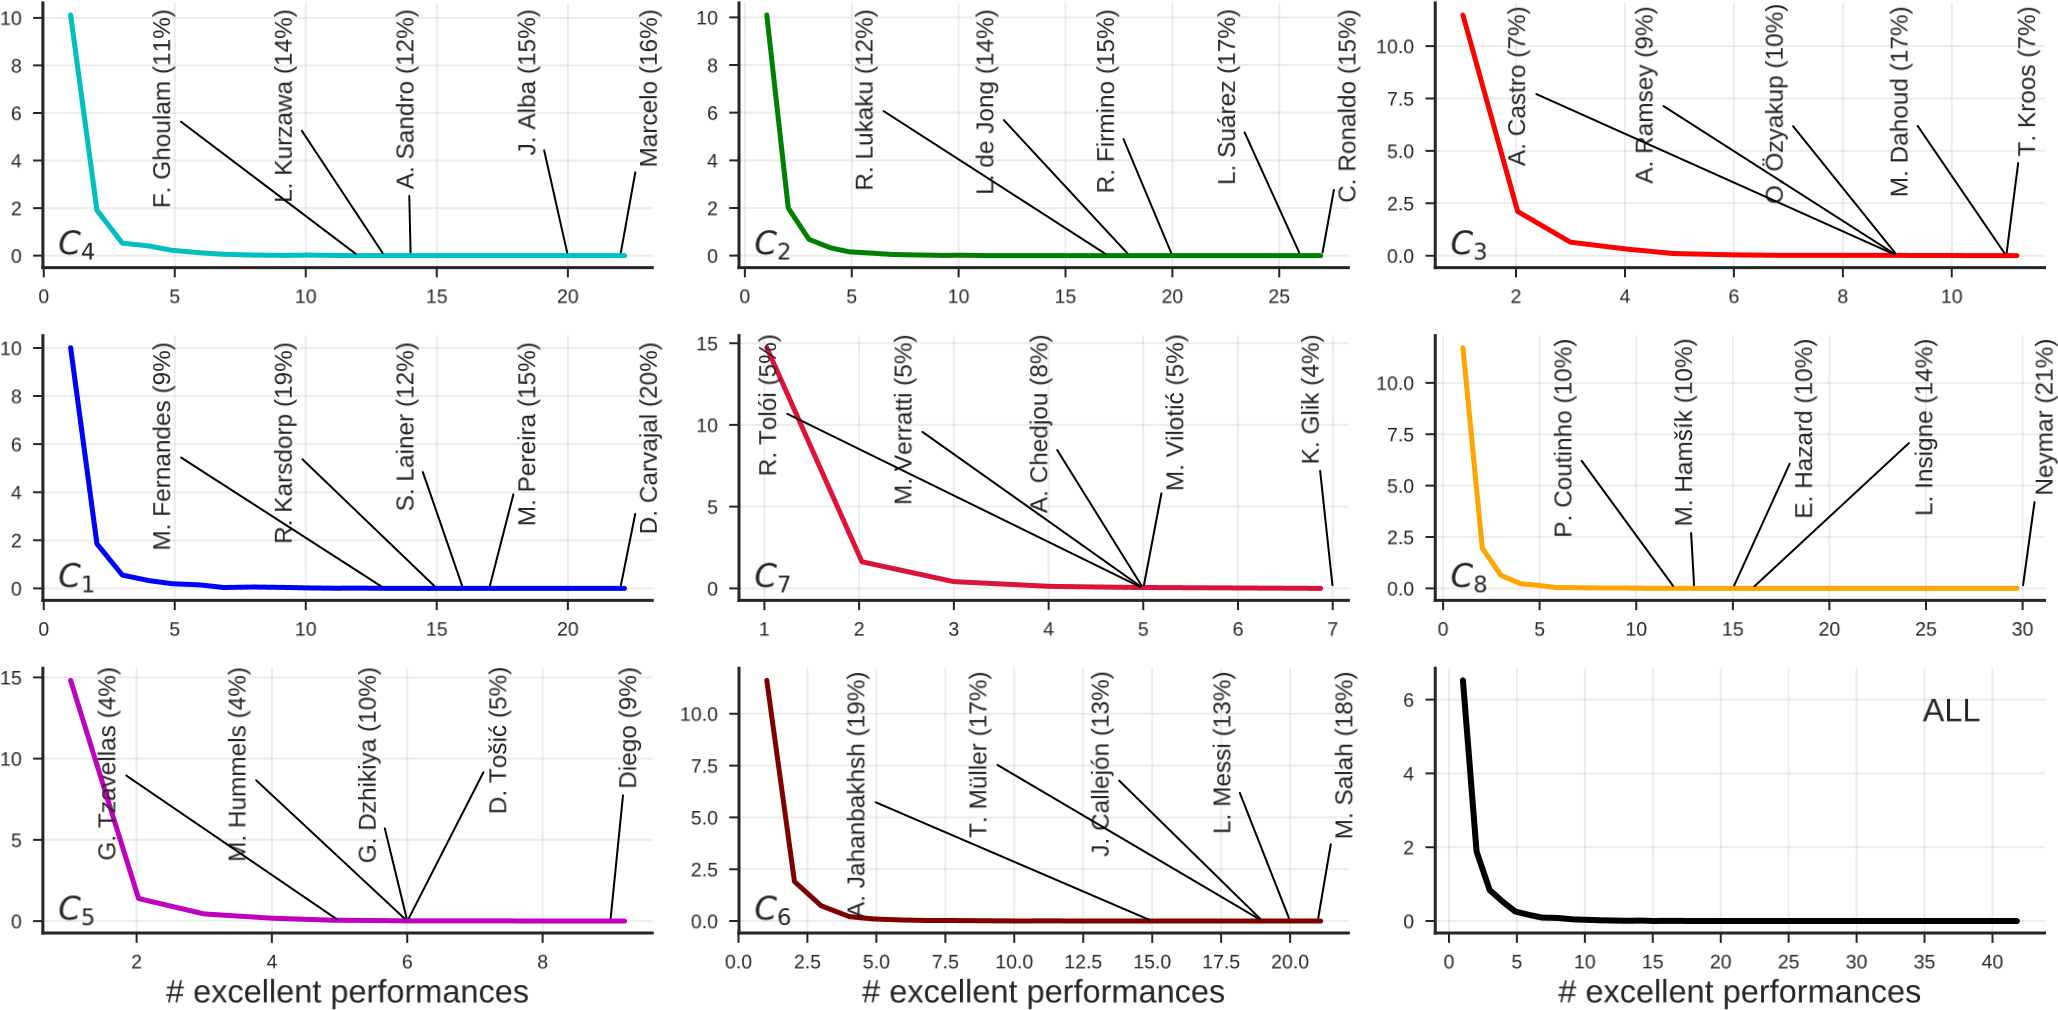 10
8
6
4
2
0
F. Ghoulam (11%)
L. Kurzawa (14%)
A. Sandro (12%)
J. Alba (15%)
Marcelo (16%)
C4
0 5 10 15 20
10
8
6
4
2
0
R. Lukaku (12%)
L. de Jong (14%)
R. Firmino (15%)
L. Suárez (17%)
C. Ronaldo (15%)
C2
0 5 10 15 20 25
10.0
7.5
5.0
2.5
0.0
A. Castro (7%)
A. Ramsey (9%)
O. Özyakup (10%)
M. Dahoud (17%)
T. Kroos (7%)
C3
2 4 6 8 10
10
8
6
4
2
0
M. Fernandes (9%)
R. Karsdorp (19%)
S. Lainer (12%)
M. Pereira (15%)
D. Carvajal (20%)
C1
0 5 10 15 20
15
10
5
0
R. Tolói (5%)
M. Verratti (5%)
A. Chedjou (8%)
M. Vilotić (5%)
K. Glik (4%)
C7
1 2 3 4 5 6 7
10.0
7.5
5.0
2.5
0.0
P. Coutinho (10%)
M. Hamšík (10%)
E. Hazard (10%)
L. Insigne (14%)
Neymar (21%)
C8
0 5 10 15 20 25 30
15
10
5
0
G. Tzavellas (4%)
M. Hummels (4%)
G. Dzhikiya (10%)
D. Tošić (5%)
Diego (9%)
C5
2 4 6 8
# excellent performances
10.0
7.5
5.0
2.5
0.0
A. Jahanbakhsh (19%)
T. Müller (17%)
J. Callejón (13%)
L. Messi (13%)
M. Salah (18%)
C6
0.0 2.5 5.0 7.5 10.0 12.5 15.0 17.5 20.0
# excellent performances
6
4
2
0
ALL
0 5 10 15 20 25 30 35 40
# excellent performances